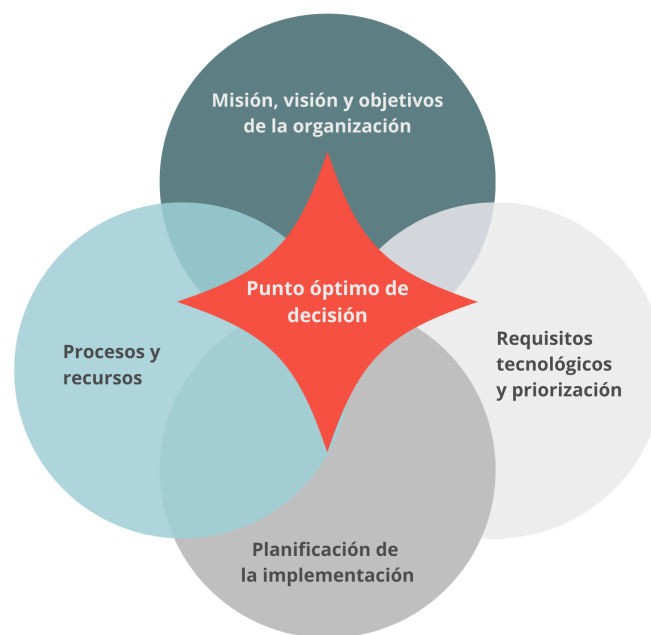 Misión, visión y objetivos
de la organización
Punto óptimo de
decisión
Procesos y
recursos
Requisitos
tecnológicos
y priorización
Planificación de
la implementación